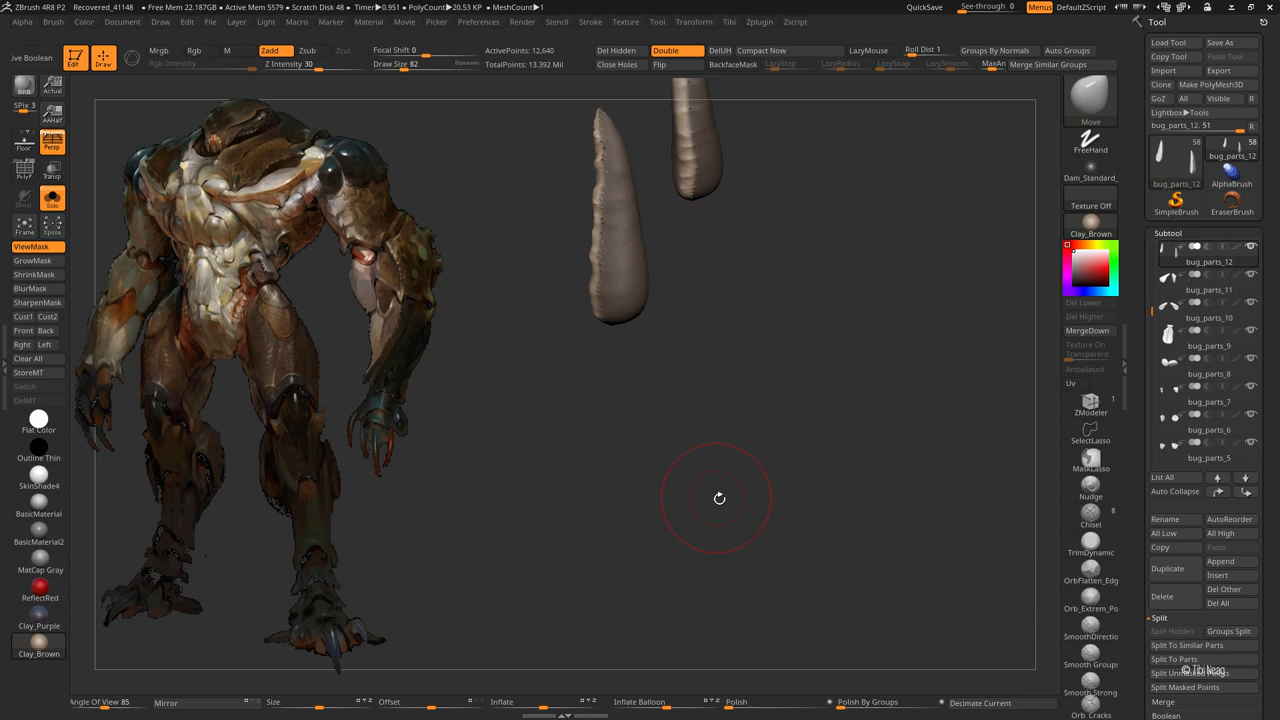 ZBrush 4R8 P2   Recovered_41148   • Free Mem 22.187GB • Active Mem 5579 • Scratch Disk 48 • Timer▶0.951 • PolyCount▶20.53 KP • MeshCount▶1
QuickSave
See-through 0
Menus
DefaultZScript
Alpha Brush Color Document Draw Edit File Layer Light Macro Marker Material Movie Picker Preferences Render Stencil Stroke Texture Tool Transform Tibi Zplugin Zscript
ive Boolean
Edit
Draw
Mrgb Rgb M
Rgb Intensity
Zadd Zsub Zcut
Z Intensity 30
Focal Shift 0
Draw Size 82
Dynamic
ActivePoints: 12,640
TotalPoints: 13.392 Mil
Del Hidden Double DelUH Compact Now LazyMouse Roll Dist 1 Groups By Normals Auto Groups
Close Holes Flip BackfaceMask LazyStep LazyRadius LazySnap LazySmooth MaxAn Merge Similar Groups
BPR
SPix 3
Actual
AAHalf
Floor
Persp
PolyF
Transp
Ghost
Solo
Frame
Xpose
ViewMask
GrowMask
ShrinkMask
BlurMask
SharpenMask
Cust1 Cust2
Front Back
Rght Left
Clear All
StoreMT
Switch
DelMT
Flat Color
Outline Thin
SkinShade4
BasicMaterial
BasicMaterial2
MatCap Gray
ReflectRed
Clay_Purple
Clay_Brown
Angle Of View 85 Mirror Size Offset Inflate Inflate Balloon Polish Polish By Groups Decimate Current
Move
FreeHand
Dam_Standard_
Texture Off
Clay_Brown
Del Lower
Del Higher
MergeDown
Texture On
Transparent
Antialiased
Uv
1
ZModeler
SelectLasso
MaskLasso
Nudge
8
Chisel
TrimDynamic
OrbFlatten_Edg
Orb_Extrem_Po
SmoothDirectio
Smooth Groups
Smooth Strong
Orb_Cracks
Tool
Load Tool Save As
Copy Tool Paste Tool
Import Export
Clone Make PolyMesh3D
GoZ All Visible R
Lightbox▶Tools
bug_parts_12. 51 R
58
58
bug_parts_12
bug_parts_12
AlphaBrush
SimpleBrush
EraserBrush
Subtool
bug_parts_12
bug_parts_11
bug_parts_10
bug_parts_9
bug_parts_8
bug_parts_7
bug_parts_6
bug_parts_5
List All
Auto Collapse
Rename AutoReorder
All Low All High
Copy Paste
Duplicate
Append
Insert
Delete
Del Other
Del All
Split
Split Hidden Groups Split
Split To Similar Parts
Split To Parts
© Tibi Neag
Split Unmasked Points
Split Masked Points
Merge
Boolean